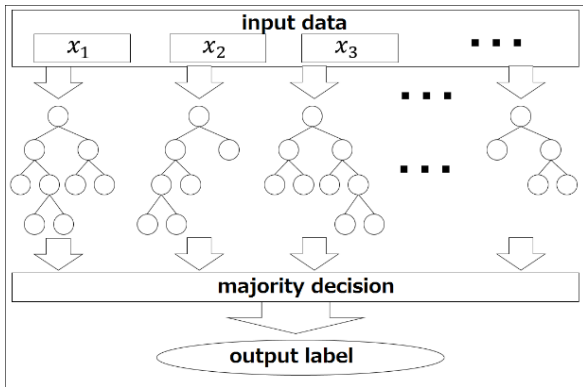 input data
x₁ x₂ x₃ ...
...
...
majority decision
output label